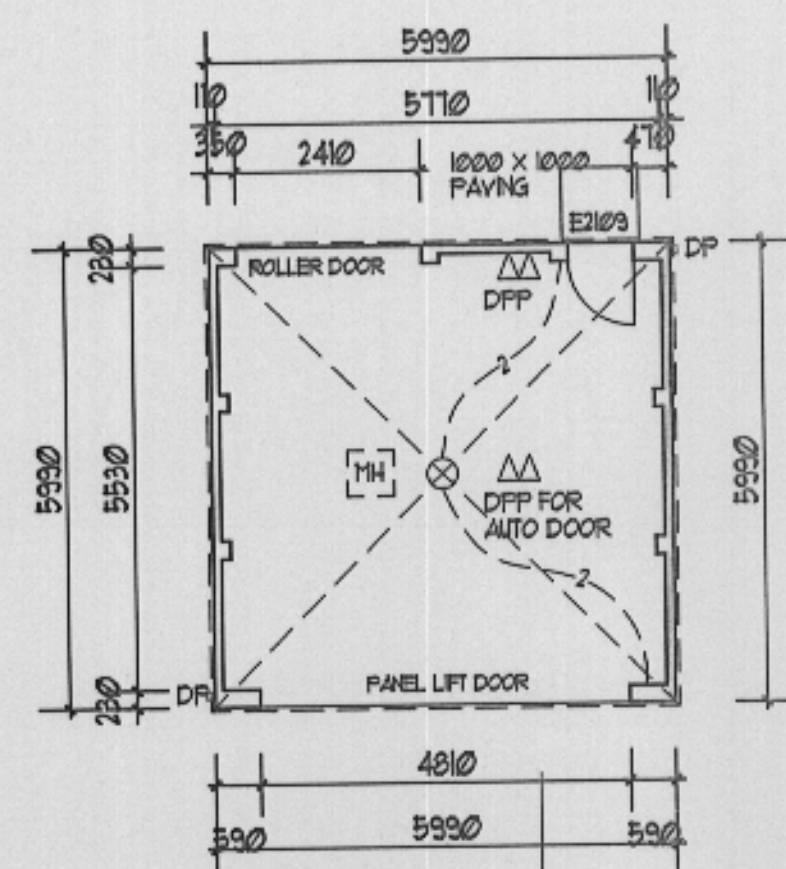 5990
110
5770
110
350
2410
1000 X 1000
PAVING
470
E2109
DP
230
ROLLER DOOR
DPP
2
5990
5530
MH
DPP FOR
AUTO DOOR
5990
2
PANEL LIFT DOOR
230
DP
4810
590
5990
590